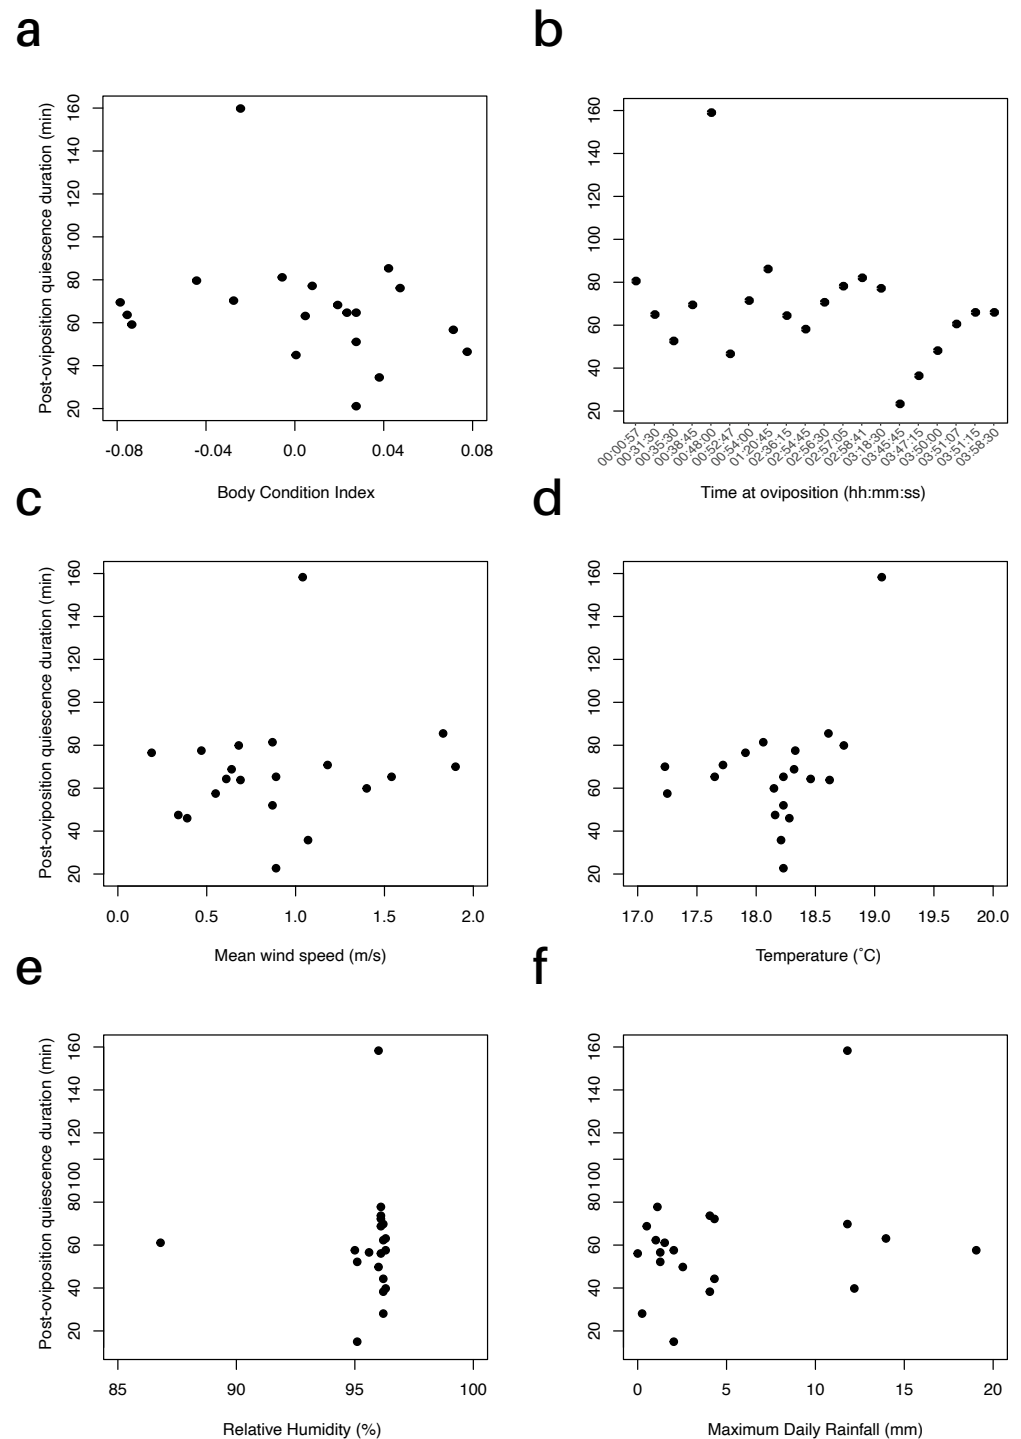 a
Post-oviposition quiescence duration (min)
160
140
120
100
80
60
40
20
-0.08 -0.04 0.0 0.04 0.08
Body Condition Index
b
160
140
120
100
80
60
40
20
00:00:57 00:31:30 00:35:30 00:38:45 00:48:00 00:52:47 00:54:00 01:20:45 02:36:15 02:54:45 02:56:30 02:57:05 02:58:41 03:18:30 03:45:45 03:47:15 03:50:00 03:51:07 03:51:15 03:58:30
Time at oviposition (hh:mm:ss)
c
Post-oviposition quiescence duration (min)
160
140
120
100
80
60
40
20
0.0 0.5 1.0 1.5 2.0
Mean wind speed (m/s)
d
160
140
120
100
80
60
40
20
17.0 17.5 18.0 18.5 19.0 19.5 20.0
Temperature (˚C)
e
Post-oviposition quiescence duration (min)
160
140
120
100
80
60
40
20
85 90 95 100
Relative Humidity (%)
f
160
140
120
100
80
60
40
20
0 5 10 15 20
Maximum Daily Rainfall (mm)